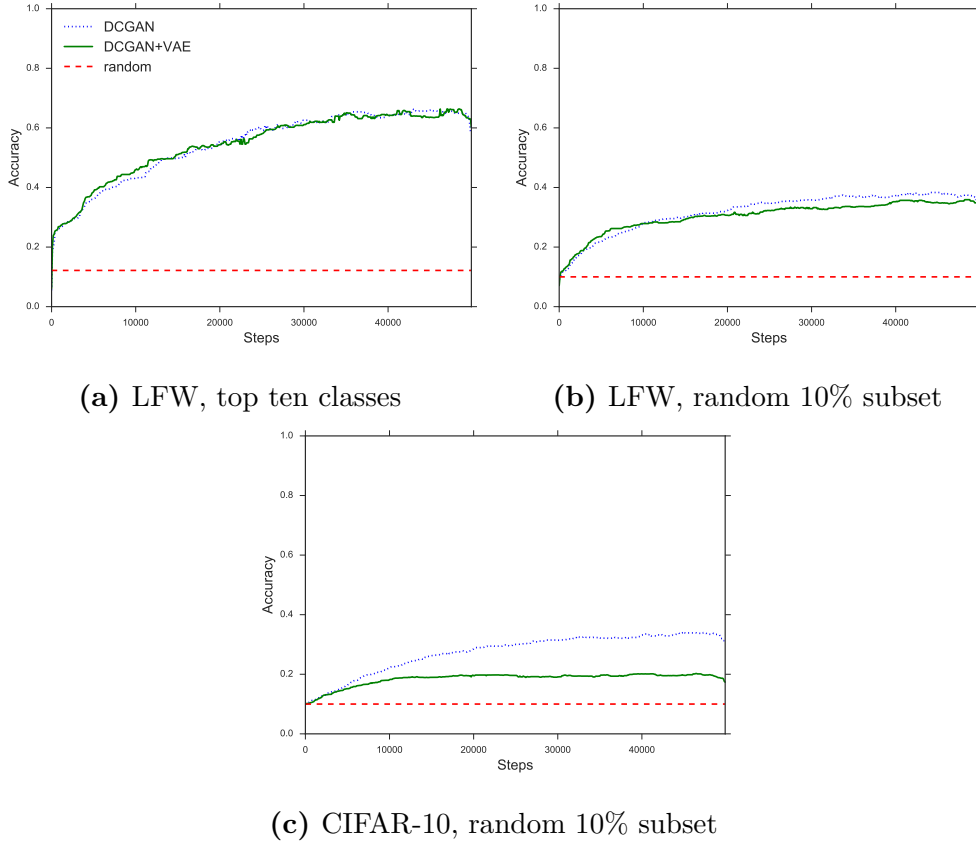 DCGAN
DCGAN+VAE
random
1.0
0.8
0.6
0.4
0.2
0.0
Accuracy
0 10000 20000 30000 40000
Steps
(a) LFW, top ten classes
1.0
0.8
0.6
0.4
0.2
0.0
Accuracy
0 10000 20000 30000 40000
Steps
(b) LFW, random 10% subset
1.0
0.8
0.6
0.4
0.2
0.0
Accuracy
0 10000 20000 30000 40000
Steps
(c) CIFAR-10, random 10% subset